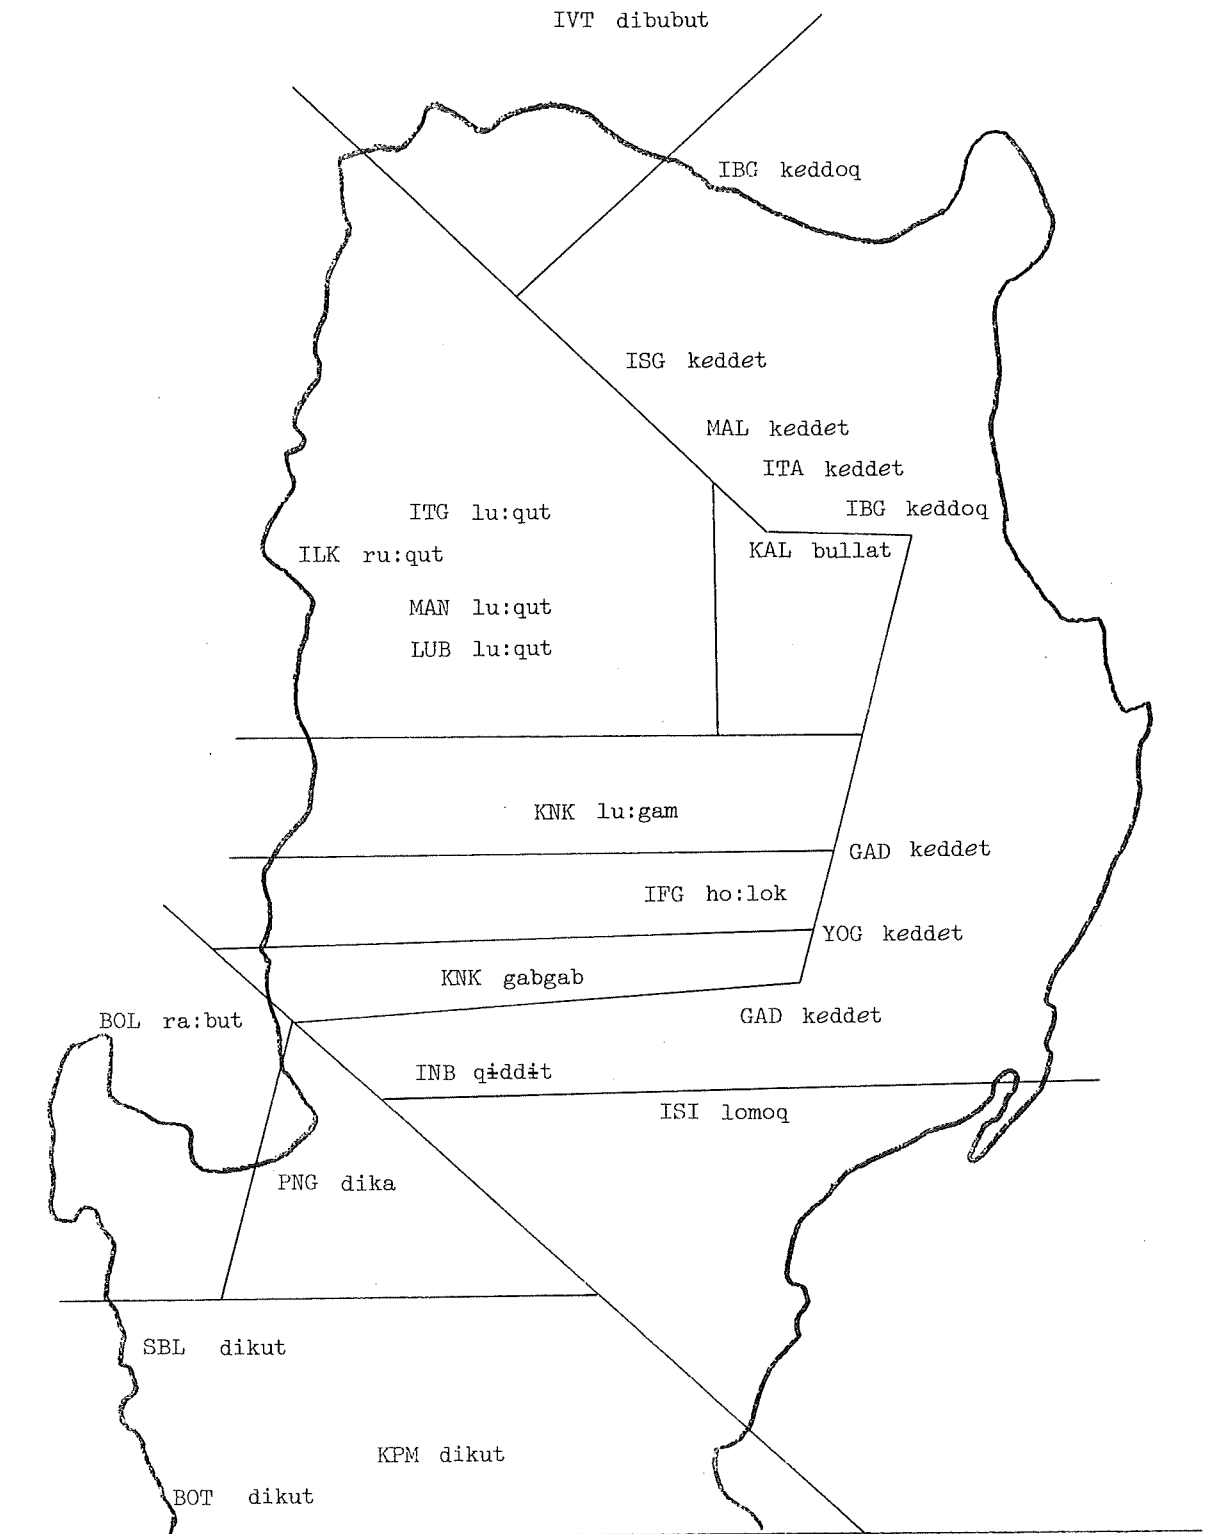 IVT dibubut
IBG keddoq
ISG keddet
MAL keddet
ITA keddet
IBG keddoq
ITG lu:qut
KAL bullat
ILK ru:qut
MAN lu:qut
LUB lu:qut
KNK lu:gam
GAD keddet
IFG ho:lok
YOG keddet
KNK gabgab
GAD keddet
BOL ra:but
INB qɨddɨt
ISI lomoq
PNG dika
SBL dikut
KPM dikut
BOT dikut